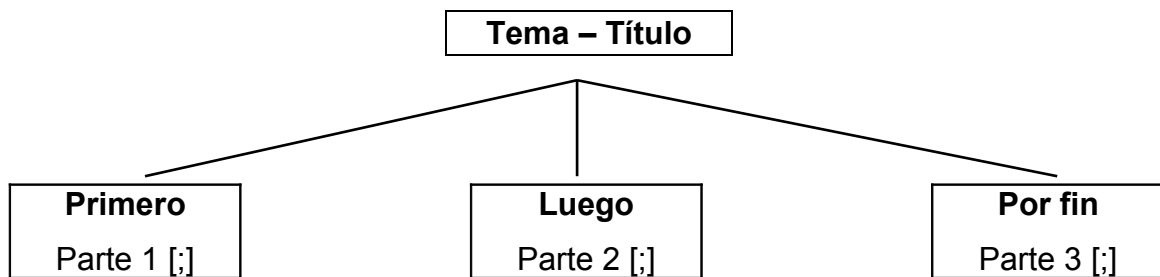 Tema – Título
Primero
Parte 1 [;]
Luego
Parte 2 [;]
Por fin
Parte 3 [;]